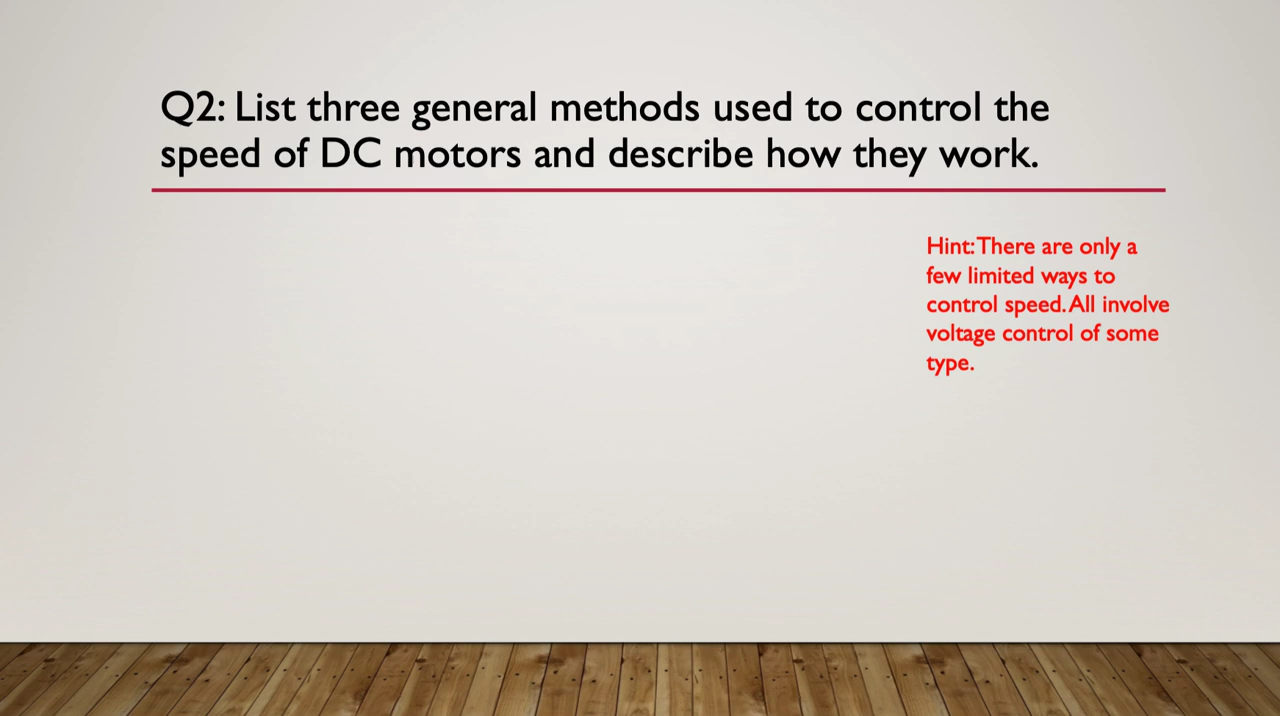 Q2: List three general methods used to control the
speed of DC motors and describe how they work.
Hint: There are only a
few limited ways to
control speed. All involve
voltage control of some
type.